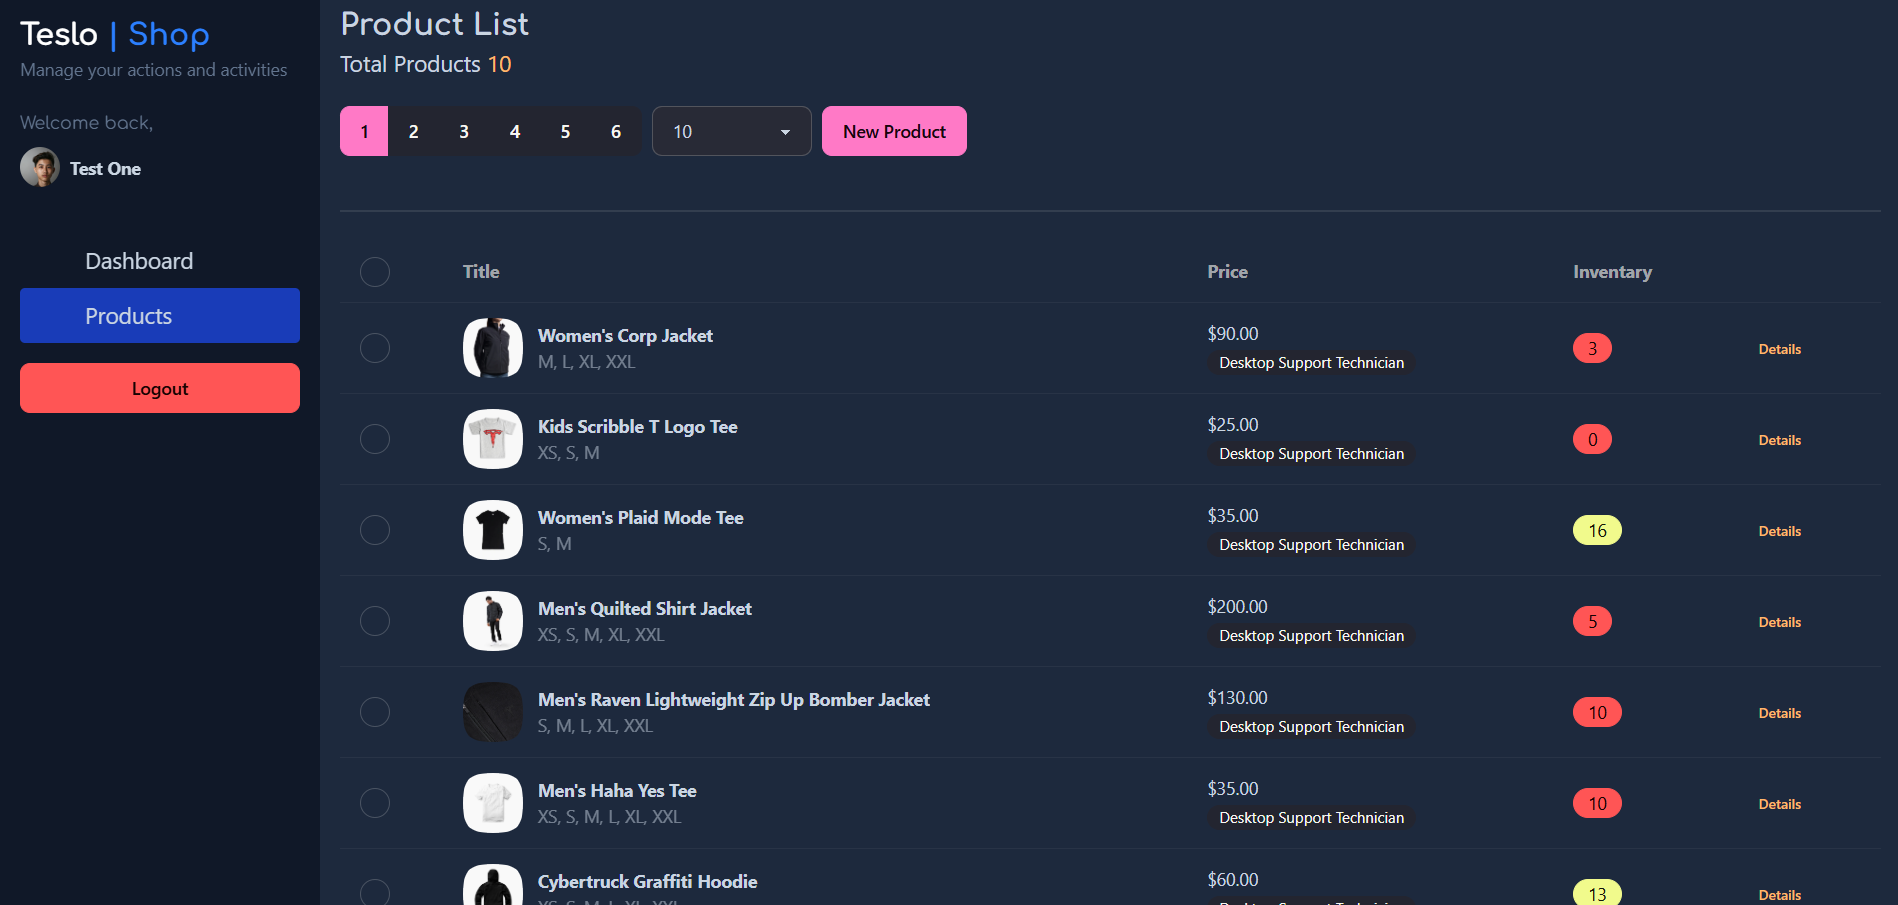 Teslo | Shop
Manage your actions and activities
Welcome back,
Test One
Dashboard
Products
Logout
Product List
Total Products 10
1 2 3 4 5 6 10 New Product
Title Price Inventary
Women's Corp Jacket $90.00 3 Details
M, L, XL, XXL Desktop Support Technician
Kids Scribble T Logo Tee $25.00 0 Details
XS, S, M Desktop Support Technician
Women's Plaid Mode Tee $35.00 16 Details
S, M Desktop Support Technician
Men's Quilted Shirt Jacket $200.00 5 Details
XS, S, M, XL, XXL Desktop Support Technician
Men's Raven Lightweight Zip Up Bomber Jacket $130.00 10 Details
S, M, L, XL, XXL Desktop Support Technician
Men's Haha Yes Tee $35.00 10 Details
XS, S, M, L, XL, XXL Desktop Support Technician
Cybertruck Graffiti Hoodie $60.00 13 Details